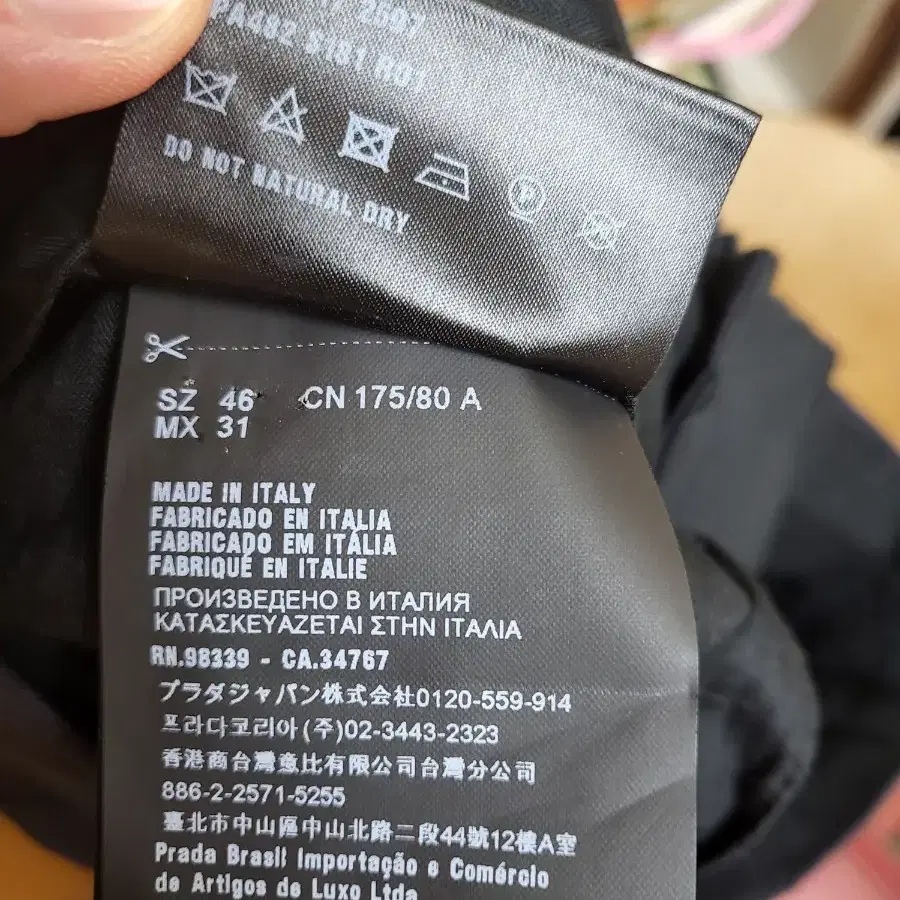 DO NOT NATURAL DRY
SZ 46 CN 175/80 A
MX 31
MADE IN ITALY
FABRICADO EN ITALIA
FABRICADO EM ITÁLIA
FABRIQUÉ EN ITALIE
ПРОИЗВЕДЕНО В ИТАЛИЯ
ΚΑΤΑΣΚΕΥΑΖΕΤΑΙ ΣΤΗΝ ΙΤΑΛΙΑ
RN.98339 - CA.34767
プラダジャパン株式会社0120-559-914
프라다코리아(주)02-3443-2323
香港商台灣意比有限公司台灣分公司
886-2-2571-5255
臺北市中山區中山北路二段44號12樓A室
Prada Brasil Importação e Comércio
de Artigos de Luxo Ltda